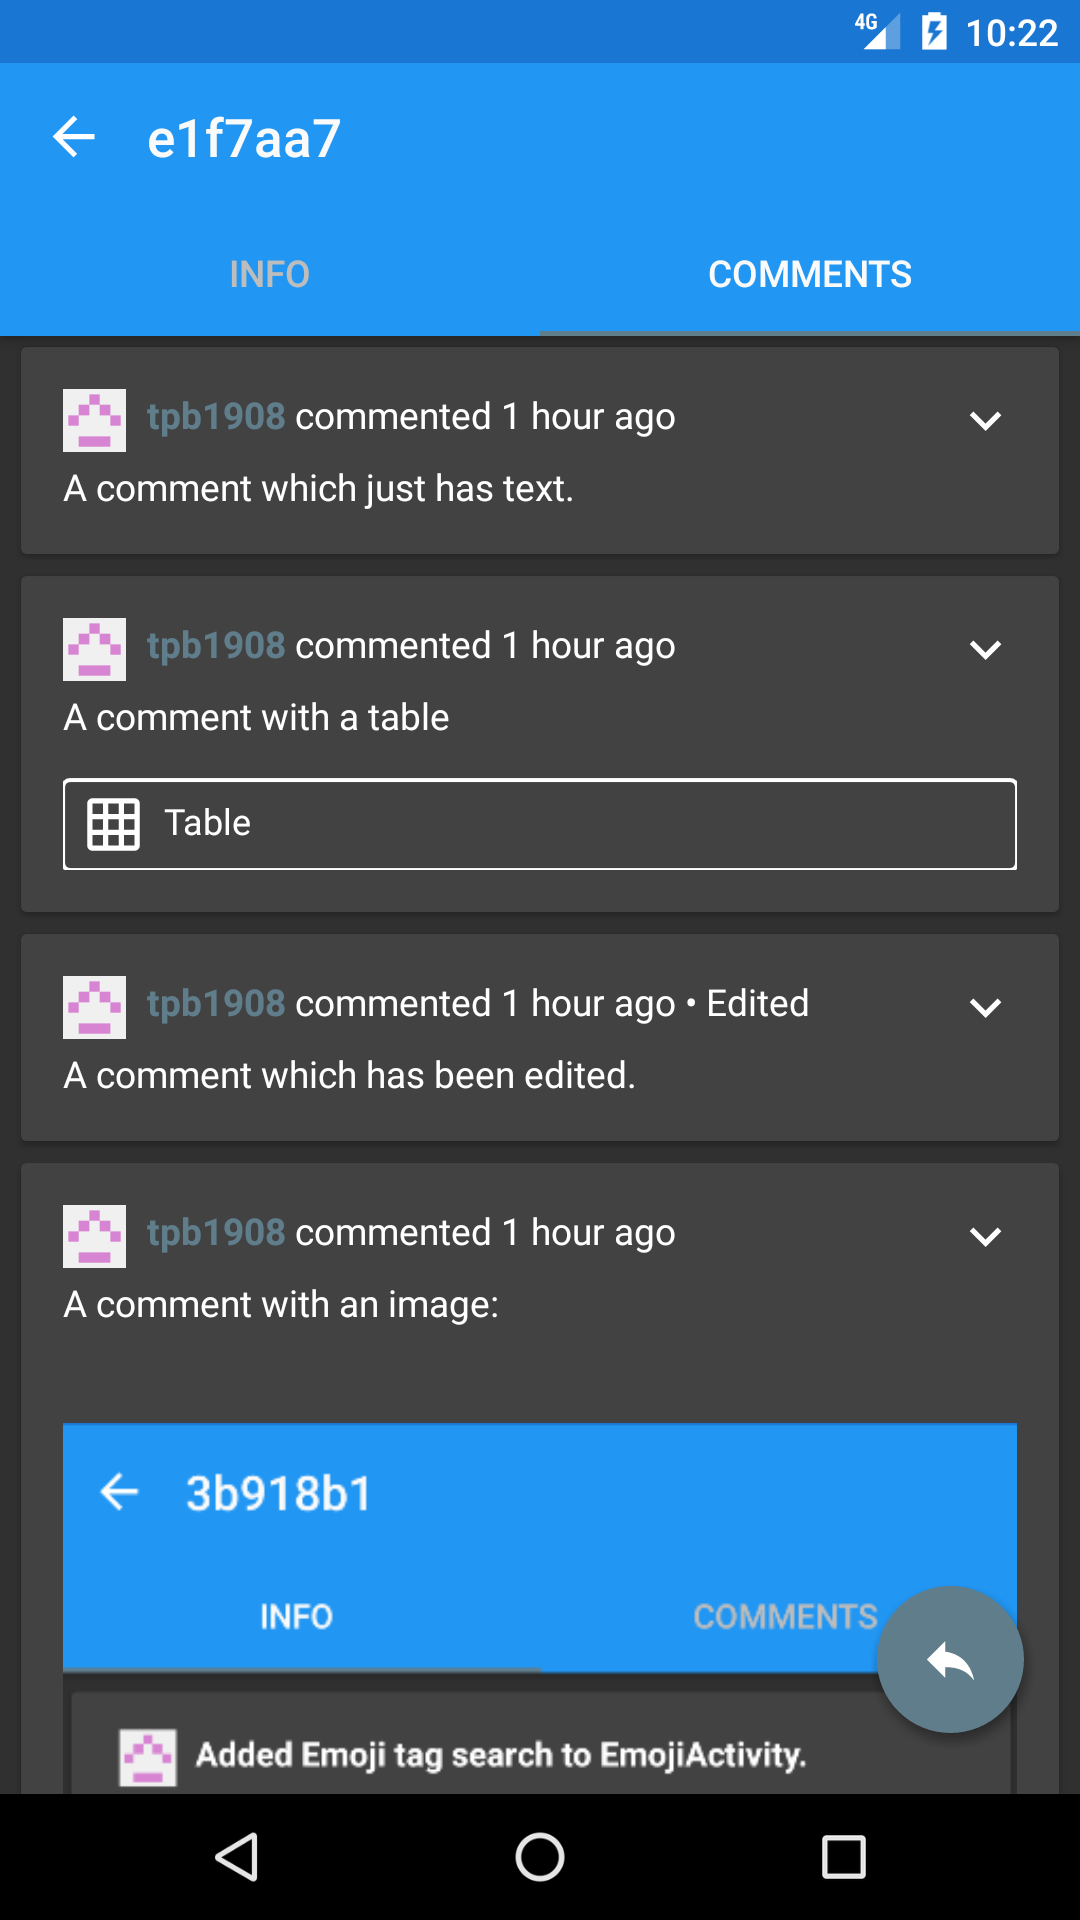 4G 10:22
e1f7aa7
INFO COMMENTS
tpb1908 commented 1 hour ago
A comment which just has text.
tpb1908 commented 1 hour ago
A comment with a table
Table
tpb1908 commented 1 hour ago • Edited
A comment which has been edited.
tpb1908 commented 1 hour ago
A comment with an image:
3b918b1
INFO COMMENTS
Added Emoji tag search to EmojiActivity.